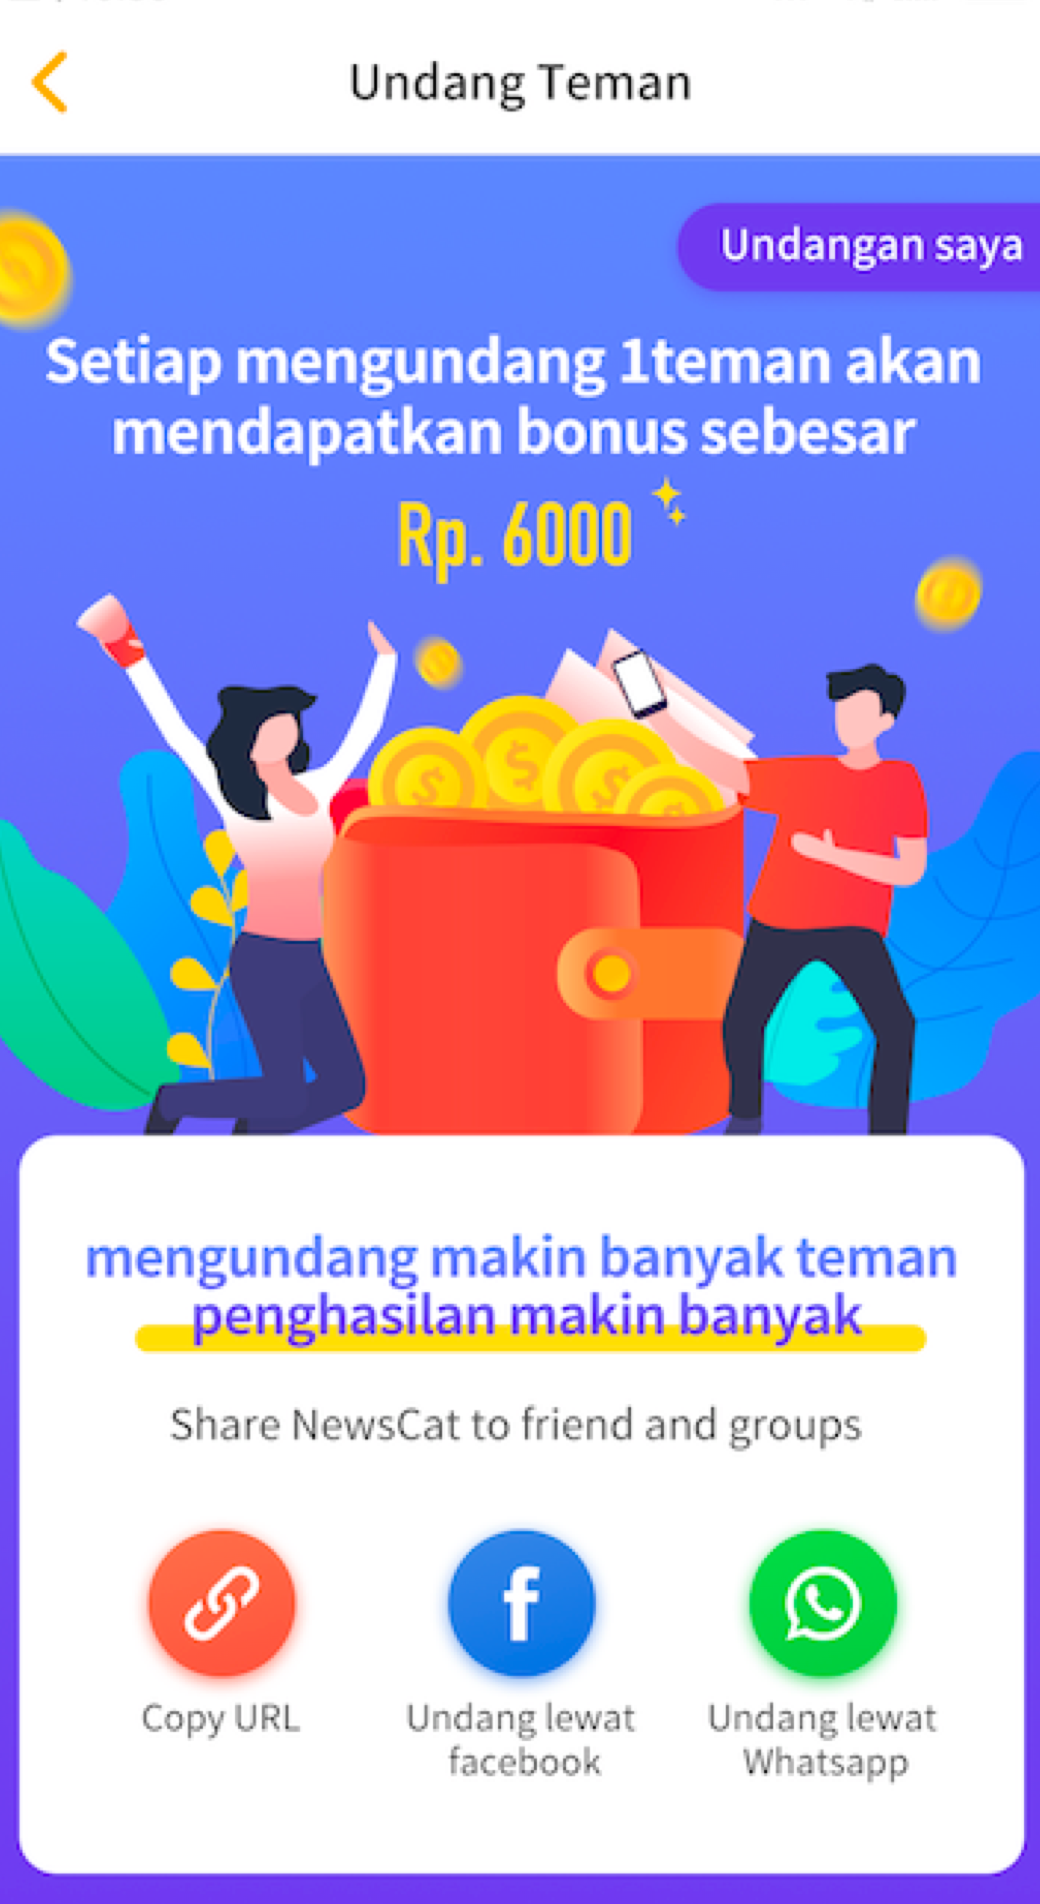 Undang Teman
Undangan saya
Setiap mengundang 1teman akan
mendapatkan bonus sebesar
Rp. 6000
mengundang makin banyak teman
penghasilan makin banyak
Share NewsCat to friend and groups
Copy URL
Undang lewat
facebook
Undang lewat
Whatsapp